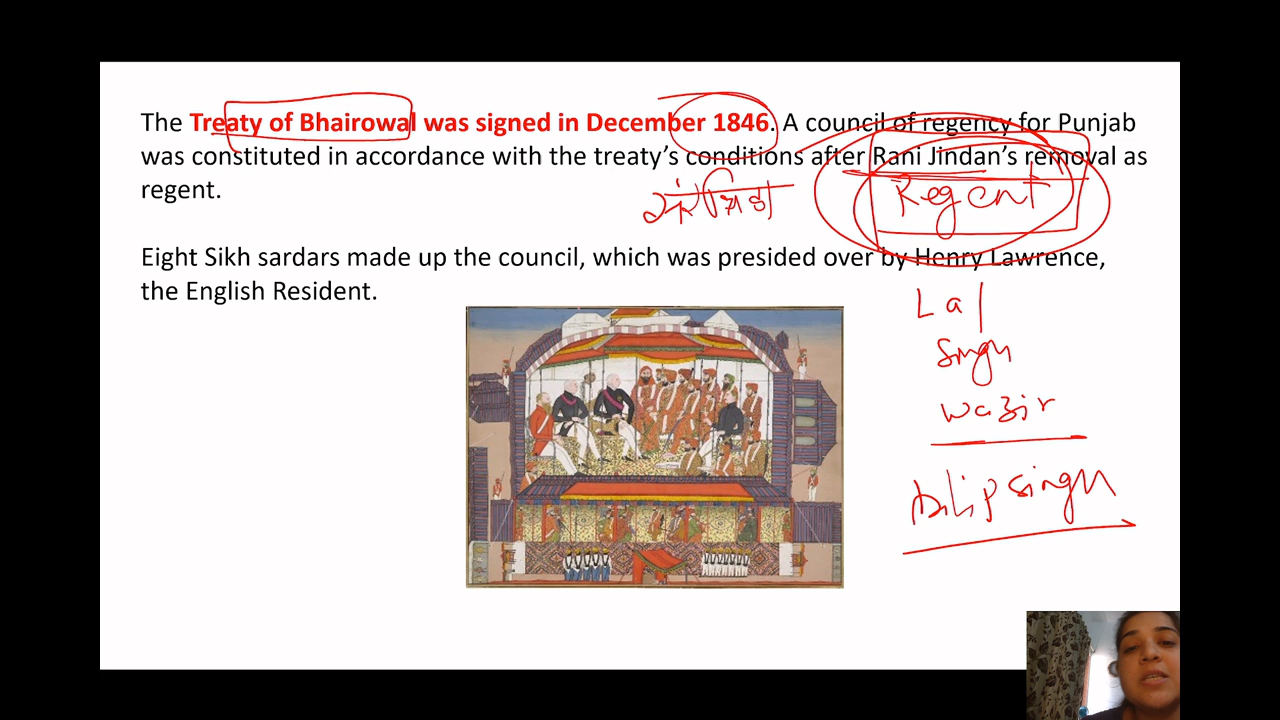 The Treaty of Bhairowal was signed in December 1846. A council of regency for Punjab
was constituted in accordance with the treaty’s conditions after Rani Jindan’s removal as
regent.
Regent
Eight Sikh sardars made up the council, which was presided over by Henry Lawrence,
the English Resident.
Lal
Singh
wazir
Dilip singh